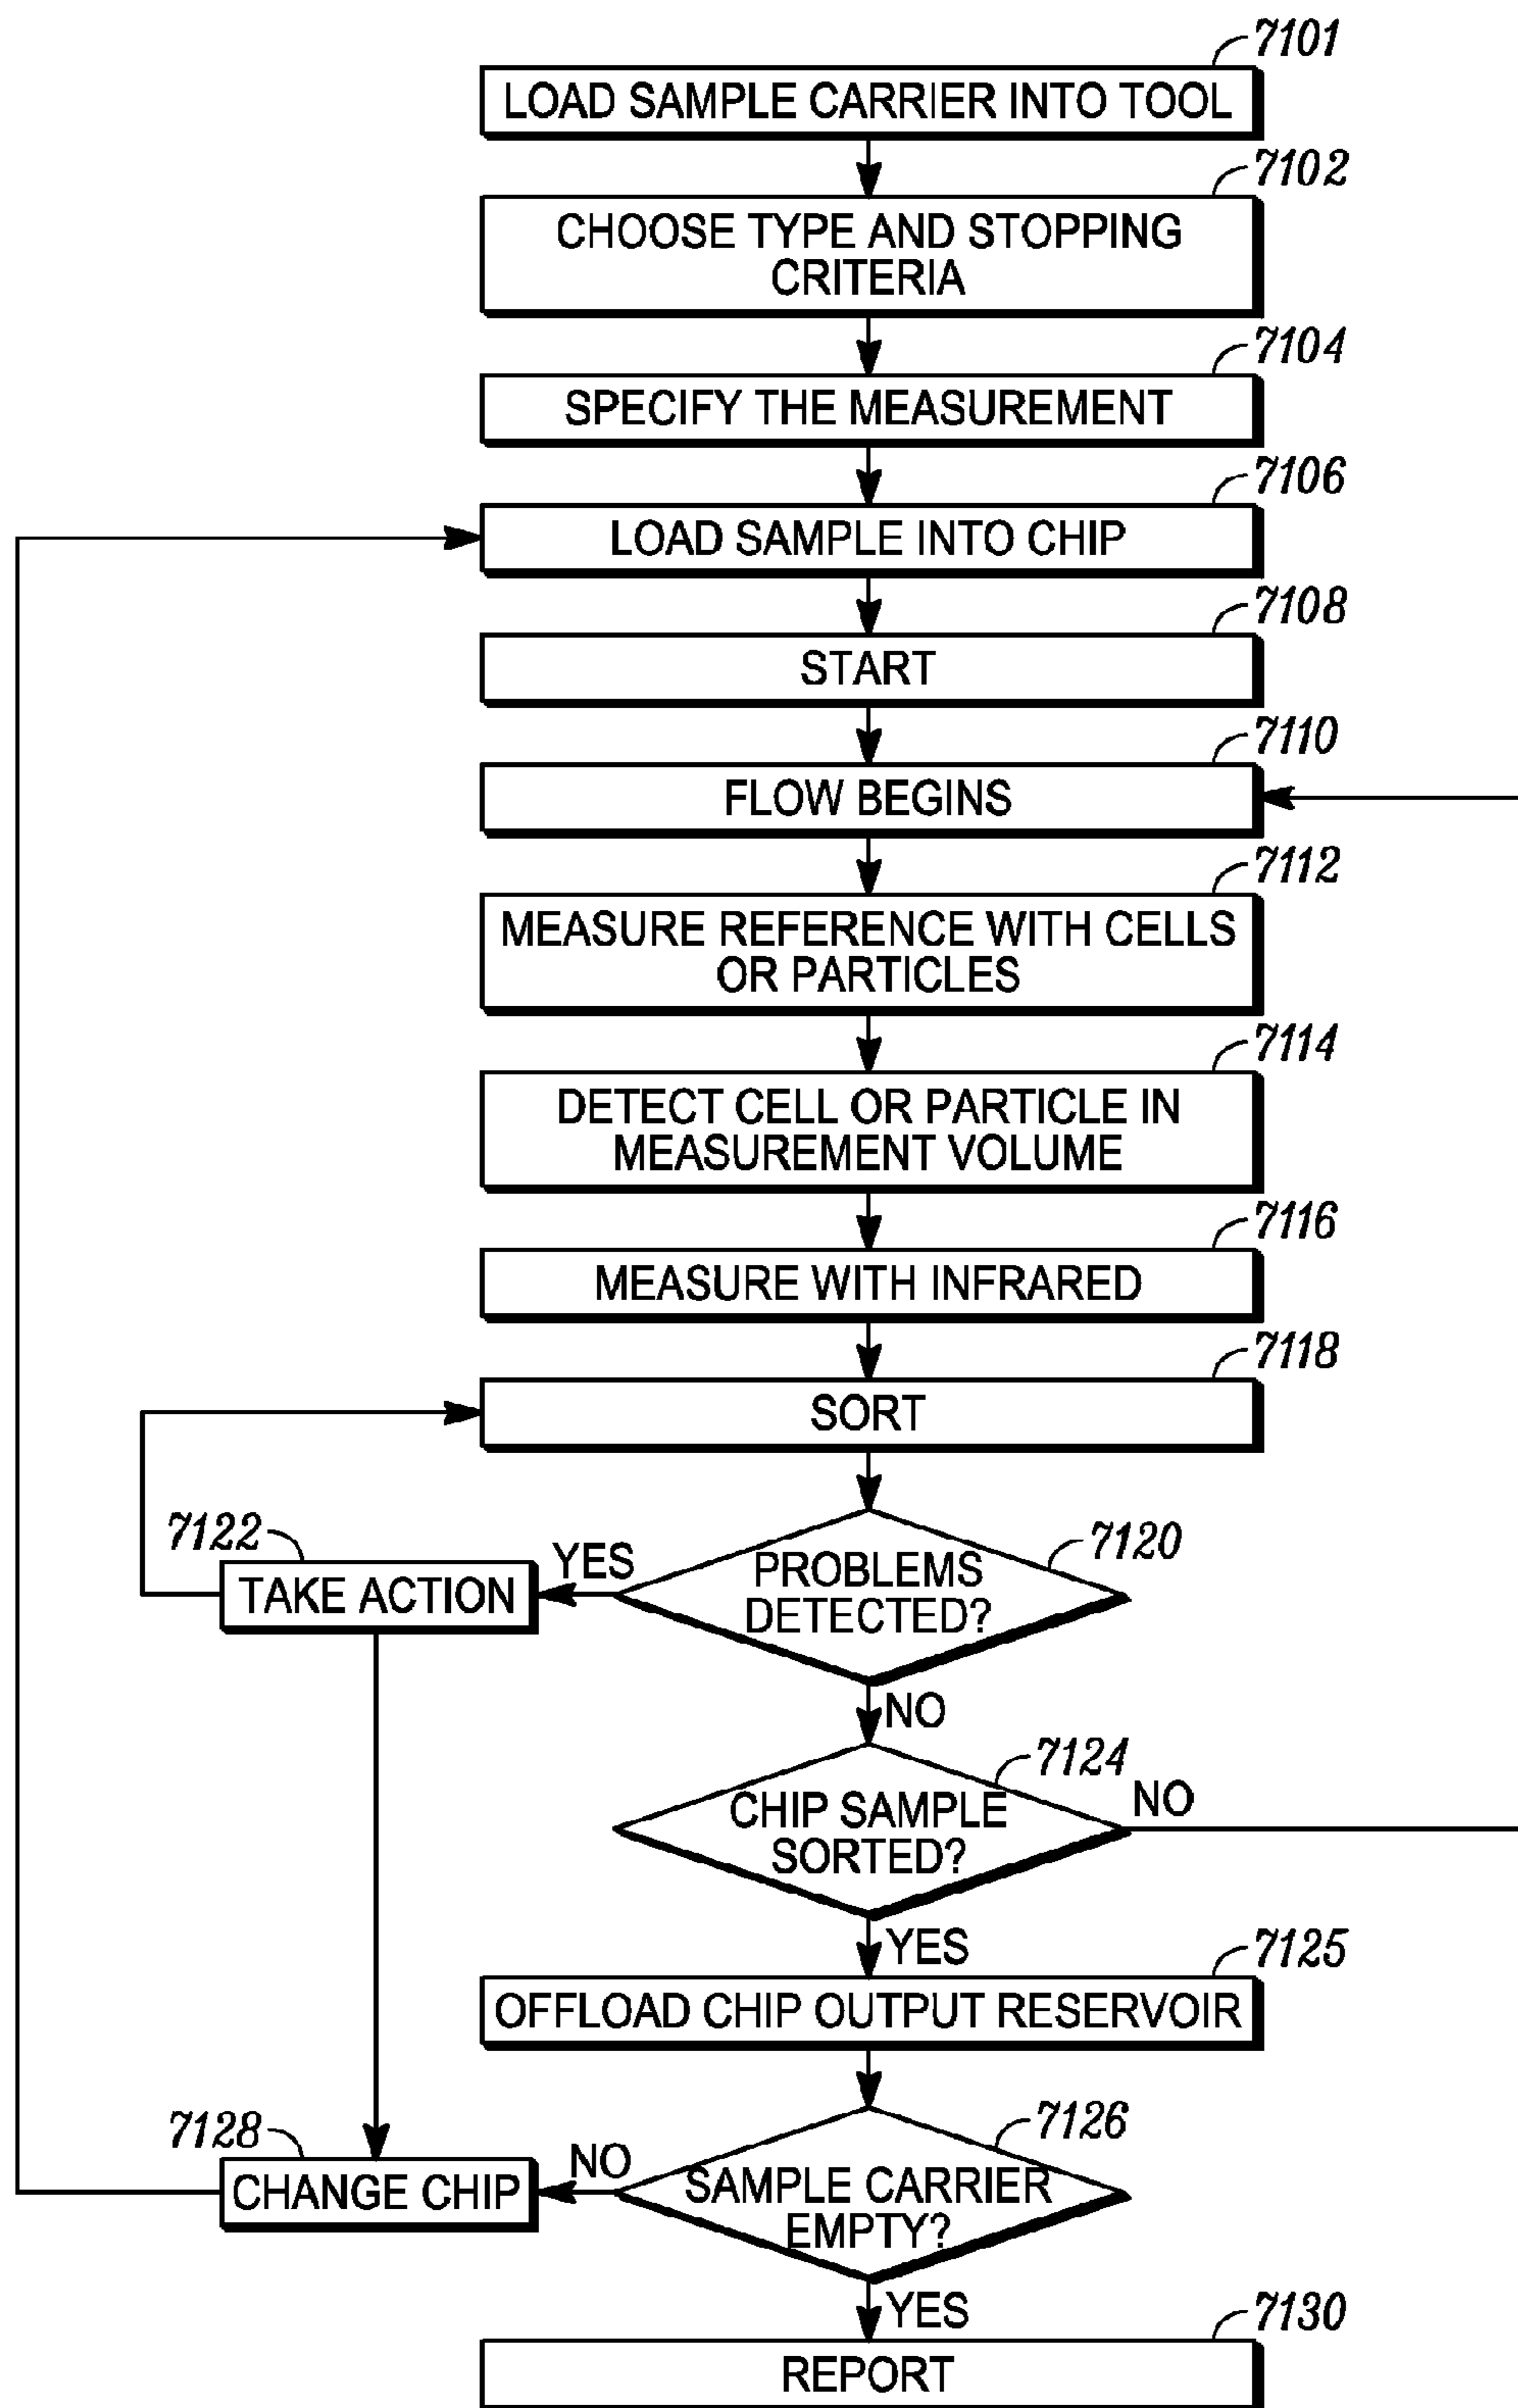 7101
LOAD SAMPLE CARRIER INTO TOOL
7102
CHOOSE TYPE AND STOPPING
CRITERIA
7104
SPECIFY THE MEASUREMENT
7106
LOAD SAMPLE INTO CHIP
7108
START
7110
FLOW BEGINS
7112
MEASURE REFERENCE WITH CELLS
OR PARTICLES
7114
DETECT CELL OR PARTICLE IN
MEASUREMENT VOLUME
7116
MEASURE WITH INFRARED
7118
SORT
7122
TAKE ACTION
YES
7120
PROBLEMS
DETECTED?
NO
7124
CHIP SAMPLE
SORTED?
NO
YES
7125
OFFLOAD CHIP OUTPUT RESERVOIR
7128
CHANGE CHIP
NO
7126
SAMPLE CARRIER
EMPTY?
YES
7130
REPORT